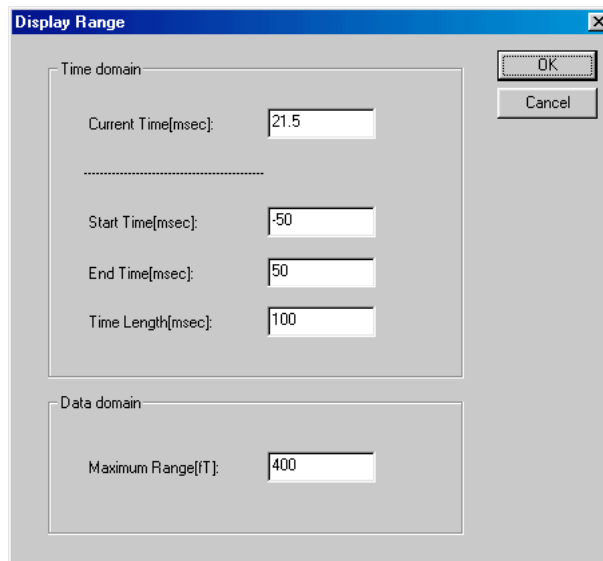 Display Range
OK
Cancel
Time domain
Current Time[msec]: 21.5
Start Time[msec]: -50
End Time[msec]: 50
Time Length[msec]: 100
Data domain
Maximum Range[fT]: 400